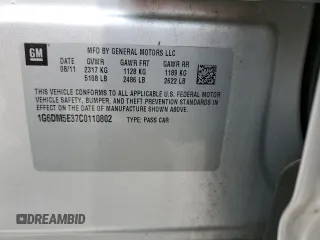 GM
MFD BY GENERAL MOTORS LLC
DATE GVWR GAWR FRT GAWR RR
08/11 2317 KG 1128 KG 1189 KG
5108 LB 2486 LB 2622 LB
THIS VEHICLE CONFORMS TO ALL APPLICABLE U.S. FEDERAL MOTOR
VEHICLE SAFETY, BUMPER, AND THEFT PREVENTION STANDARDS IN
EFFECT ON THE DATE OF MANUFACTURE SHOWN ABOVE.
1G6DM5E37C0110802 TYPE: PASS CAR
DREAMBID